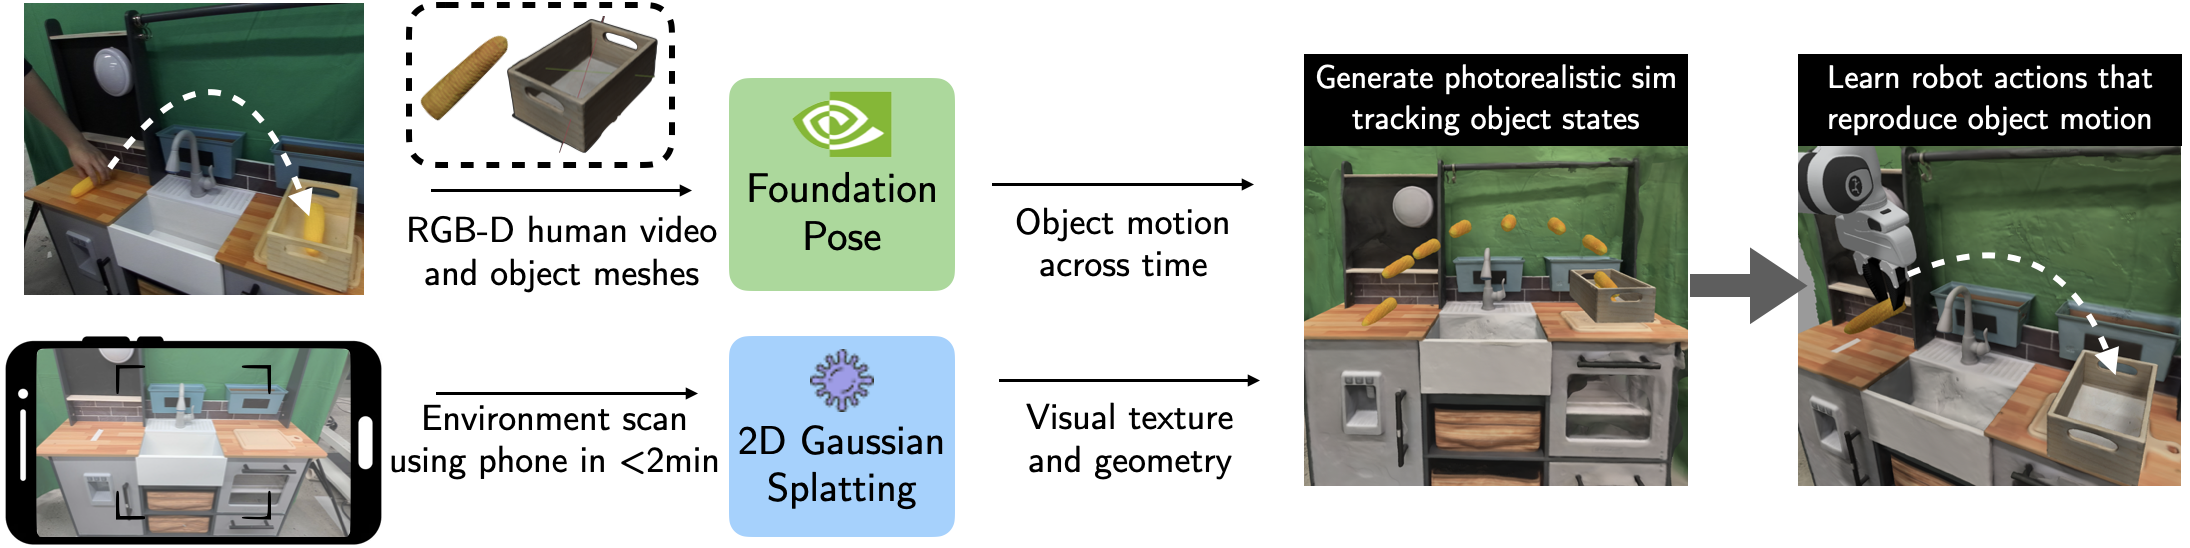 RGB-D human video
and object meshes
Foundation
Pose
Object motion
across time
Environment scan
using phone in <2min
2D Gaussian
Splatting
Visual texture
and geometry
Generate photorealistic sim
tracking object states
Learn robot actions that
reproduce object motion